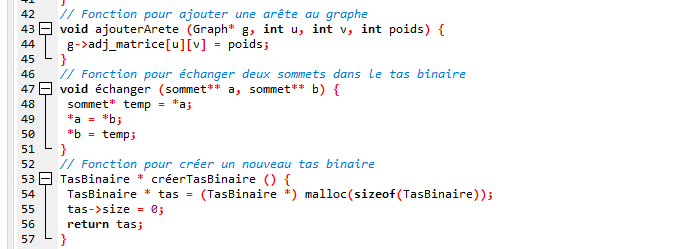 42 // Fonction pour ajouter une arête au graphe
43 void ajouterArete (Graph* g, int u, int v, int poids) {
44 g->adj_matrice[u][v] = poids;
45 }
46 // Fonction pour échanger deux sommets dans le tas binaire
47 void échanger (sommet** a, sommet** b) {
48 sommet* temp = *a;
49 *a = *b;
50 *b = temp;
51 }
52 // Fonction pour créer un nouveau tas binaire
53 TasBinaire * créerTasBinaire () {
54 TasBinaire * tas = (TasBinaire *) malloc(sizeof(TasBinaire));
55 tas->size = 0;
56 return tas;
57 }